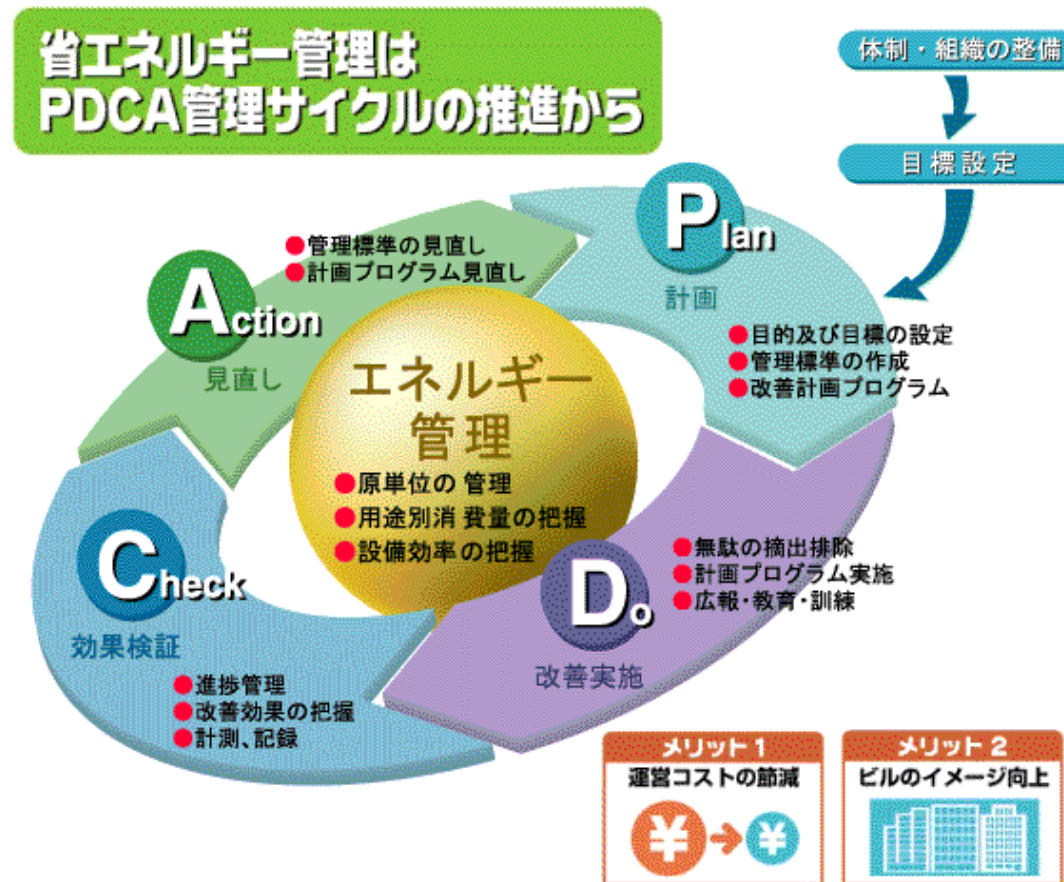 省エネルギー管理は
PDCA管理サイクルの推進から
体制・組織の整備
目標設定
Plan
計画
●目的及び目標の設定
●管理標準の作成
●改善計画プログラム
Action
見直し
●管理標準の見直し
●計画プログラム見直し
エネルギー
管理
●原単位の管理
●用途別消費量の把握
●設備効率の把握
Do
改善実施
●無駄の摘出排除
●計画プログラム実施
●広報・教育・訓練
Check
効果検証
●進捗管理
●改善効果の把握
●計測、記録
メリット1
運営コストの節減
¥ ¥
メリット2
ビルのイメージ向上